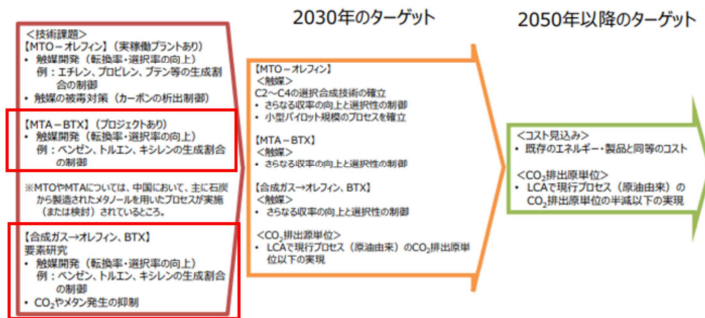 2030年のターゲット
2050年以降のターゲット
＜技術課題＞
【MTO－オレフィン】（実稼働プラントあり）
• 触媒開発（転換率・選択率の向上）
例：エチレン、プロピレン、ブテン等の生成割合
の制御
• 触媒の被毒対策（カーボンの析出制御）
【MTA－BTX】（プロジェクトあり）
• 触媒開発（転換率・選択率の向上）
例：ベンゼン、トルエン、キシレンの生成割合
の制御
※MTOやMTAについては、中国において、主に石炭
から製造されたメタノールを用いたプロセスが実施
（または検討）されているところ。
【合成ガス→オレフィン、BTX】
要素研究
• 触媒開発（転換率・選択率の向上）
例：ベンゼン、トルエン、キシレンの生成割合
の制御
• CO₂やメタン発生の抑制
【MTO－オレフィン】
＜触媒＞
C2～C4の選択合成技術の確立
• さらなる収率の向上と選択性の制御
• 小型パイロット規模のプロセスを確立
【MTA－BTX】
＜触媒＞
• さらなる収率の向上と選択性の制御
【合成ガス→オレフィン、BTX】
＜触媒＞
• さらなる収率の向上と選択性の制御
＜CO₂排出原単位＞
• LCAで現行プロセス（原油由来）のCO₂排出原単
位以下の実現
＜コスト見込み＞
• 既存のエネルギー・製品と同等のコスト
＜CO₂排出原単位＞
• LCAで現行プロセス（原油由来）の
CO₂排出原単位の半減以下の実現